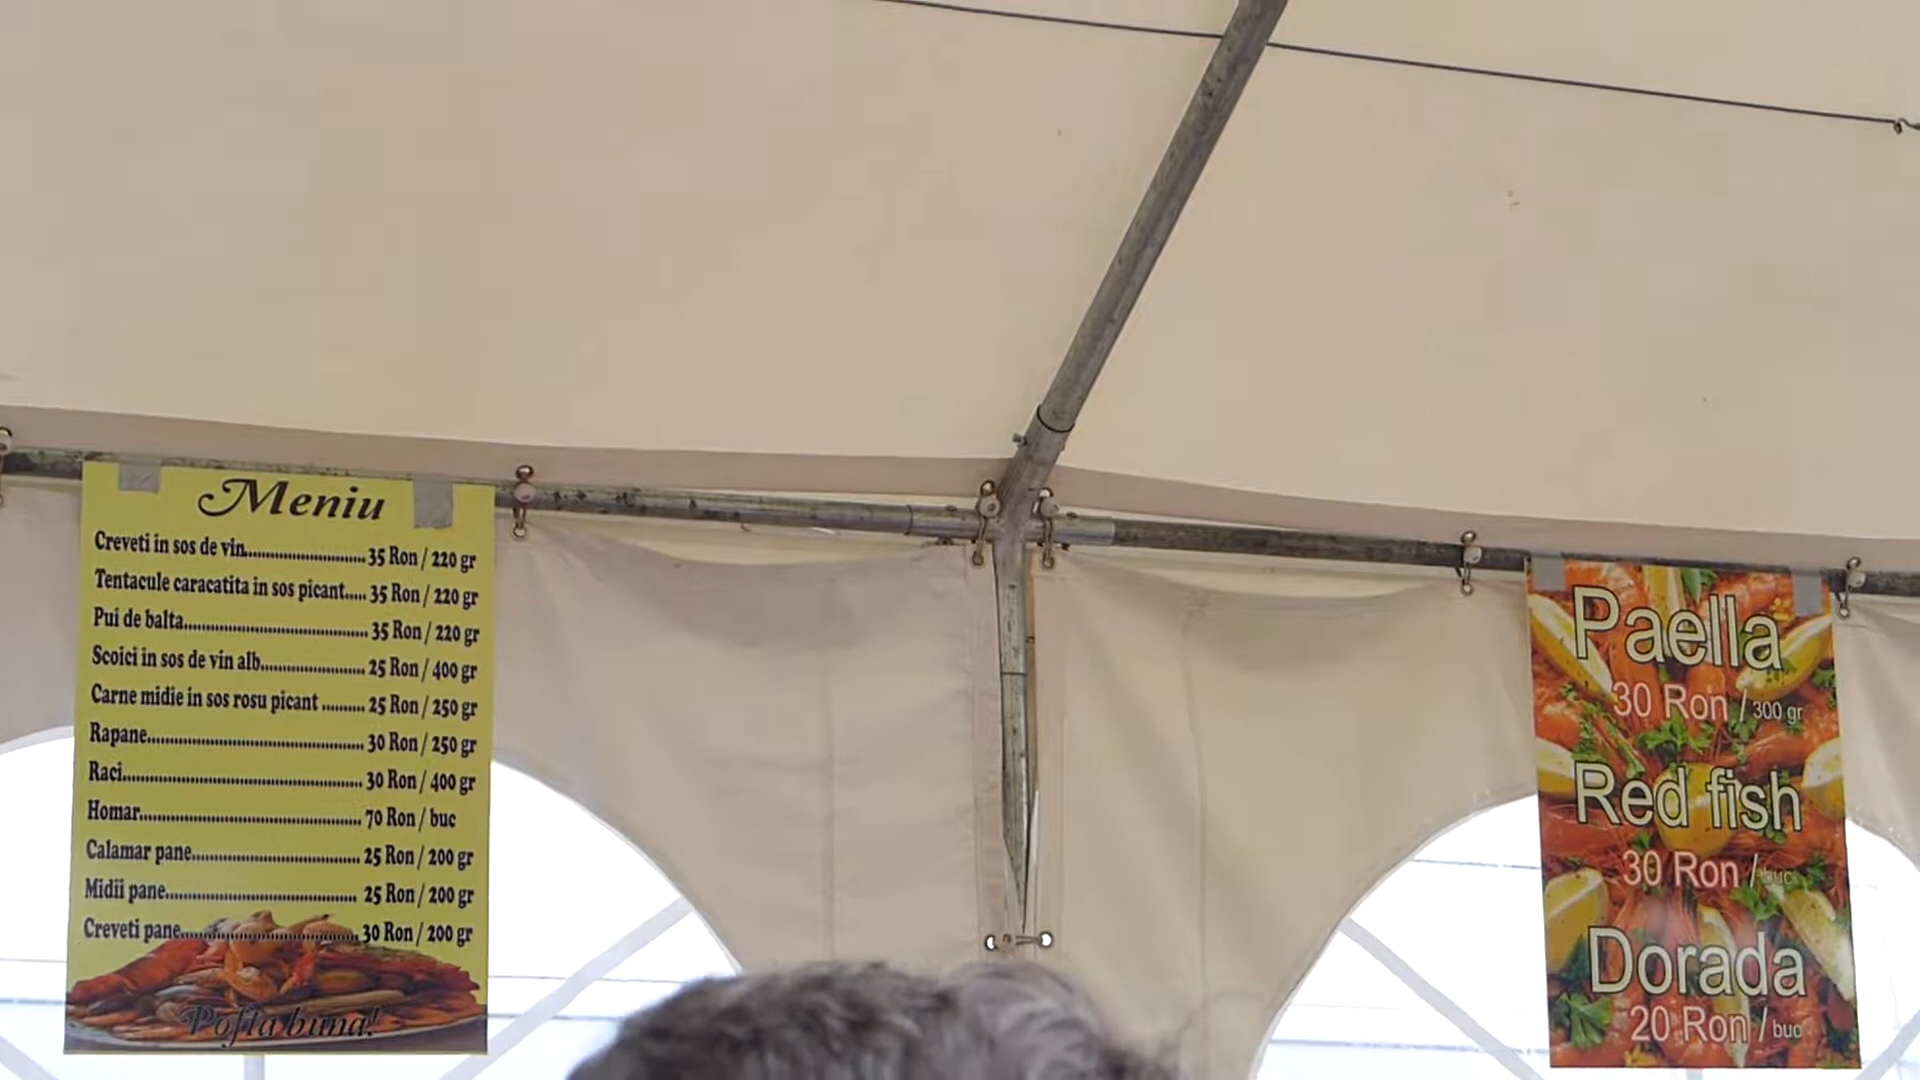 Meniu
Creveti in sos de vin........................... 35 Ron / 220 gr
Tentacule caracatita in sos picant..... 35 Ron / 220 gr
Pui de balta........................................... 35 Ron / 220 gr
Scoici in sos de vin alb........................ 25 Ron / 400 gr
Carne midie in sos rosu picant .......... 25 Ron / 250 gr
Rapane................................................... 30 Ron / 250 gr
Raci......................................................... 30 Ron / 400 gr
Homar.................................................... 70 Ron / buc
Calamar pane....................................... 25 Ron / 200 gr
Midii pane............................................. 25 Ron / 200 gr
Creveti pane......................................... 30 Ron / 200 gr
Pofta buna!
Paella
30 Ron / 300 gr
Red fish
30 Ron / buc
Dorada
20 Ron / buc